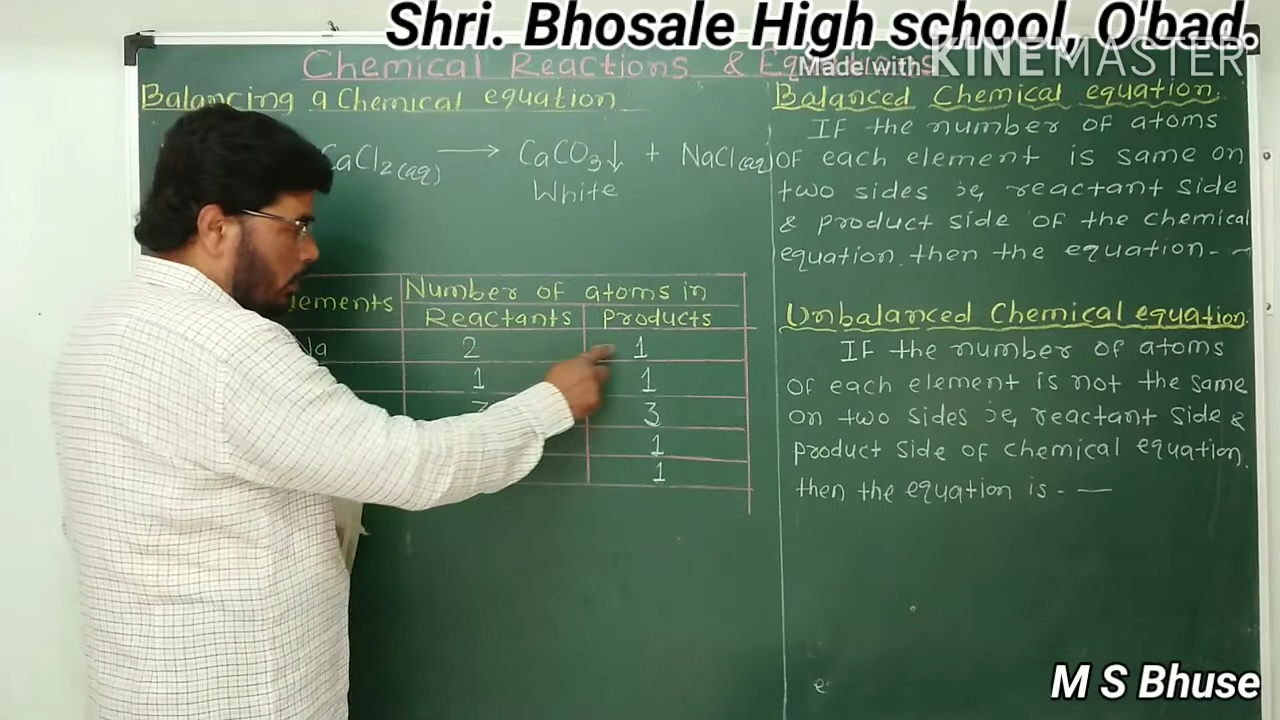 Shri. Bhosale High school, O'bad.
Made with KINEMASTER
Chemical Reactions & Equations
Balancing a Chemical equation
CaCl2(aq) → CaCO3↓ + NaCl(aq)
White
Elements Number of atoms in
Reactants Products
Na 2 1
1 1
3 3
1
1
Balanced Chemical equation
IF the number of atoms
OF each element is same on
two sides ie, reactant side
& product side of the chemical
equation. then the equation - -
Unbalanced Chemical equation
IF the number of atoms
of each element is not the same
on two sides ie, reactant side &
product side of chemical equation.
then the equation is - —
e
M S Bhuse